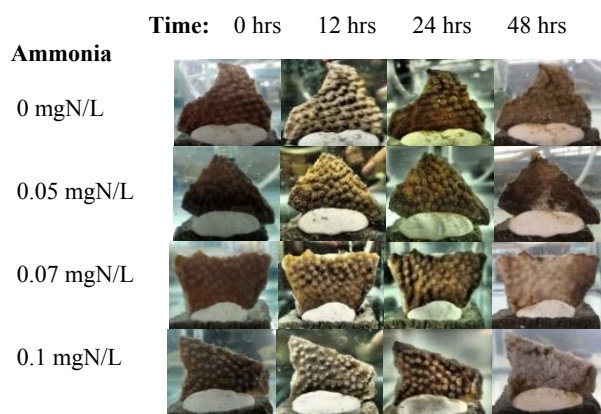 Time: 0 hrs 12 hrs 24 hrs 48 hrs
Ammonia
0 mgN/L
0.05 mgN/L
0.07 mgN/L
0.1 mgN/L